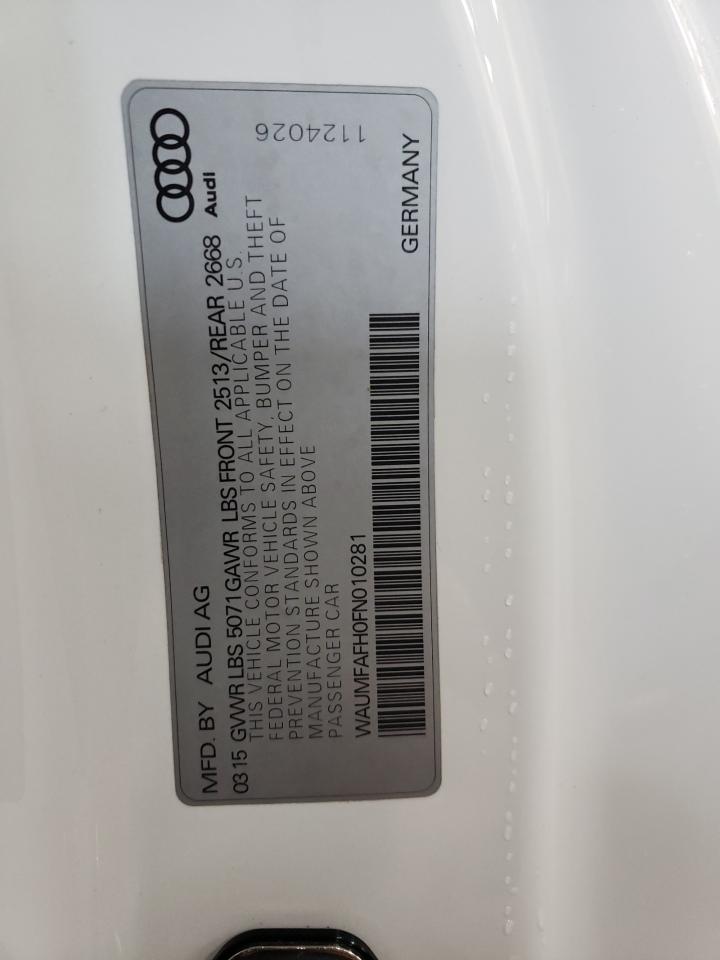 MFD. BY AUDI AG
Audi
0315 GVWR LBS 5071 GAWR LBS FRONT 2513/REAR 2668
THIS VEHICLE CONFORMS TO ALL APPLICABLE U.S.
FEDERAL MOTOR VEHICLE SAFETY, BUMPER AND THEFT
PREVENTION STANDARDS IN EFFECT ON THE DATE OF
MANUFACTURE SHOWN ABOVE
PASSENGER CAR
WAUMFAFH0FN010281
GERMANY
1124026